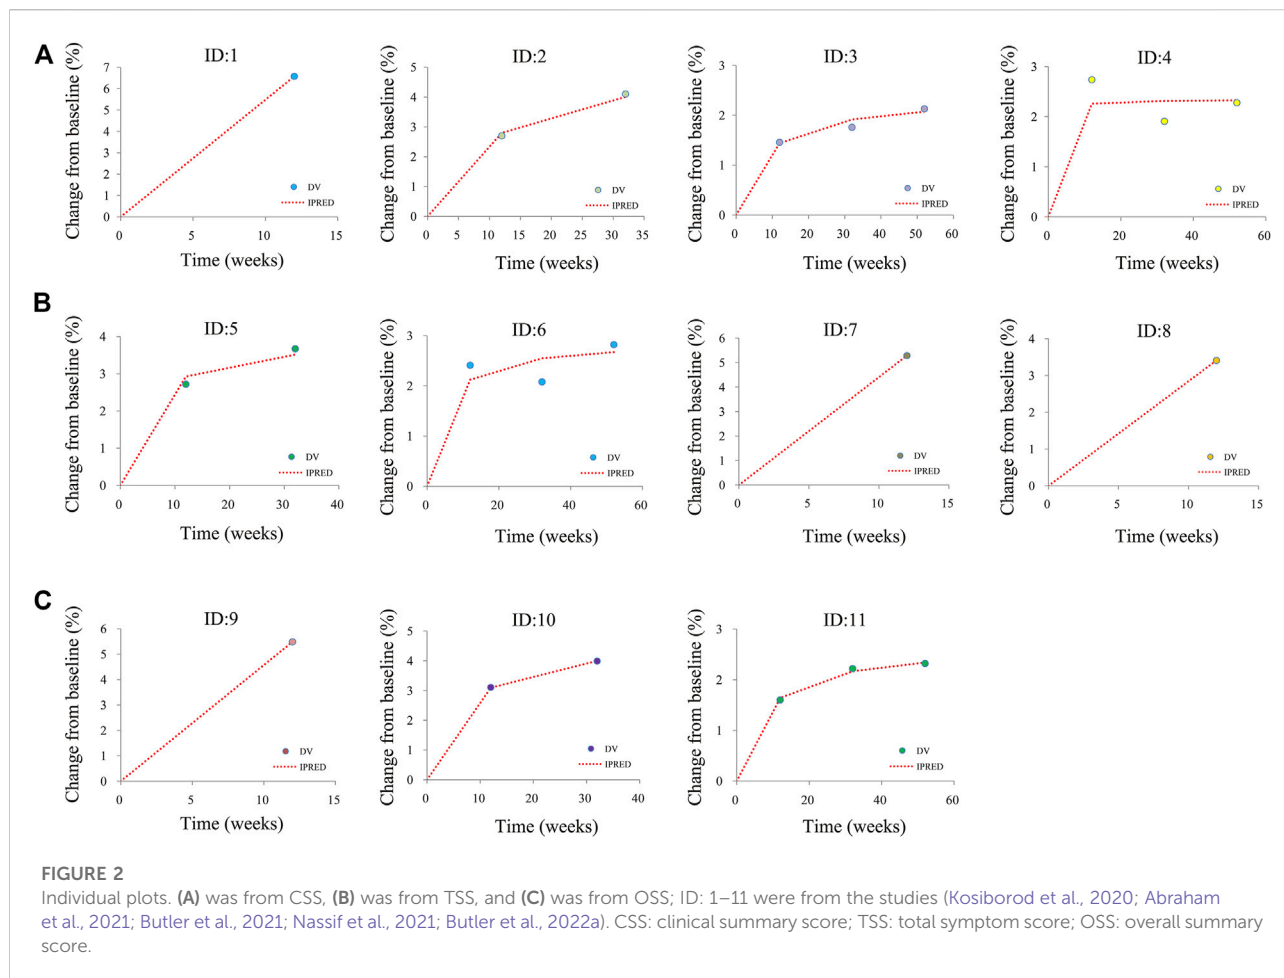 A
ID:1
Change from baseline (%)
7
6
5
4
3
2
1
0
DV
IPRED
0 5 10 15
Time (weeks)
ID:2
Change from baseline (%)
5
4
3
2
1
0
DV
IPRED
0 5 10 15 20 25 30 35
Time (weeks)
ID:3
Change from baseline (%)
3
2
1
0
DV
IPRED
0 20 40 60
Time (weeks)
ID:4
Change from baseline (%)
3
2
1
0
DV
IPRED
0 20 40 60
Time (weeks)
B
ID:5
Change from baseline (%)
4
3
2
1
0
DV
IPRED
0 10 20 30 40
Time (weeks)
ID:6
Change from baseline (%)
3
2
1
0
DV
IPRED
0 20 40 60
Time (weeks)
ID:7
Change from baseline (%)
6
5
4
3
2
1
0
DV
IPRED
0 5 10 15
Time (weeks)
ID:8
Change from baseline (%)
4
3
2
1
0
DV
IPRED
0 5 10 15
Time (weeks)
C
ID:9
Change from baseline (%)
6
5
4
3
2
1
0
DV
IPRED
0 5 10 15
Time (weeks)
ID:10
Change from baseline (%)
5
4
3
2
1
0
DV
IPRED
0 10 20 30 40
Time (weeks)
ID:11
Change from baseline (%)
3
2
1
0
DV
IPRED
0 20 40 60
Time (weeks)
FIGURE 2
Individual plots. (A) was from CSS, (B) was from TSS, and (C) was from OSS; ID: 1–11 were from the studies (Kosiborod et al., 2020; Abraham
et al., 2021; Butler et al., 2021; Nassif et al., 2021; Butler et al., 2022a). CSS: clinical summary score; TSS: total symptom score; OSS: overall summary
score.